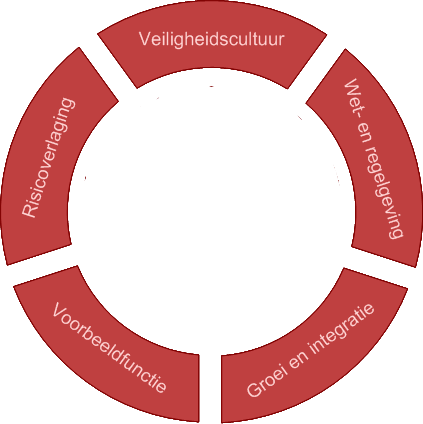 Veiligheidscultuur
Wet- en regelgeving
Groei en integratie
Voorbeeldfunctie
Risicoverlaging